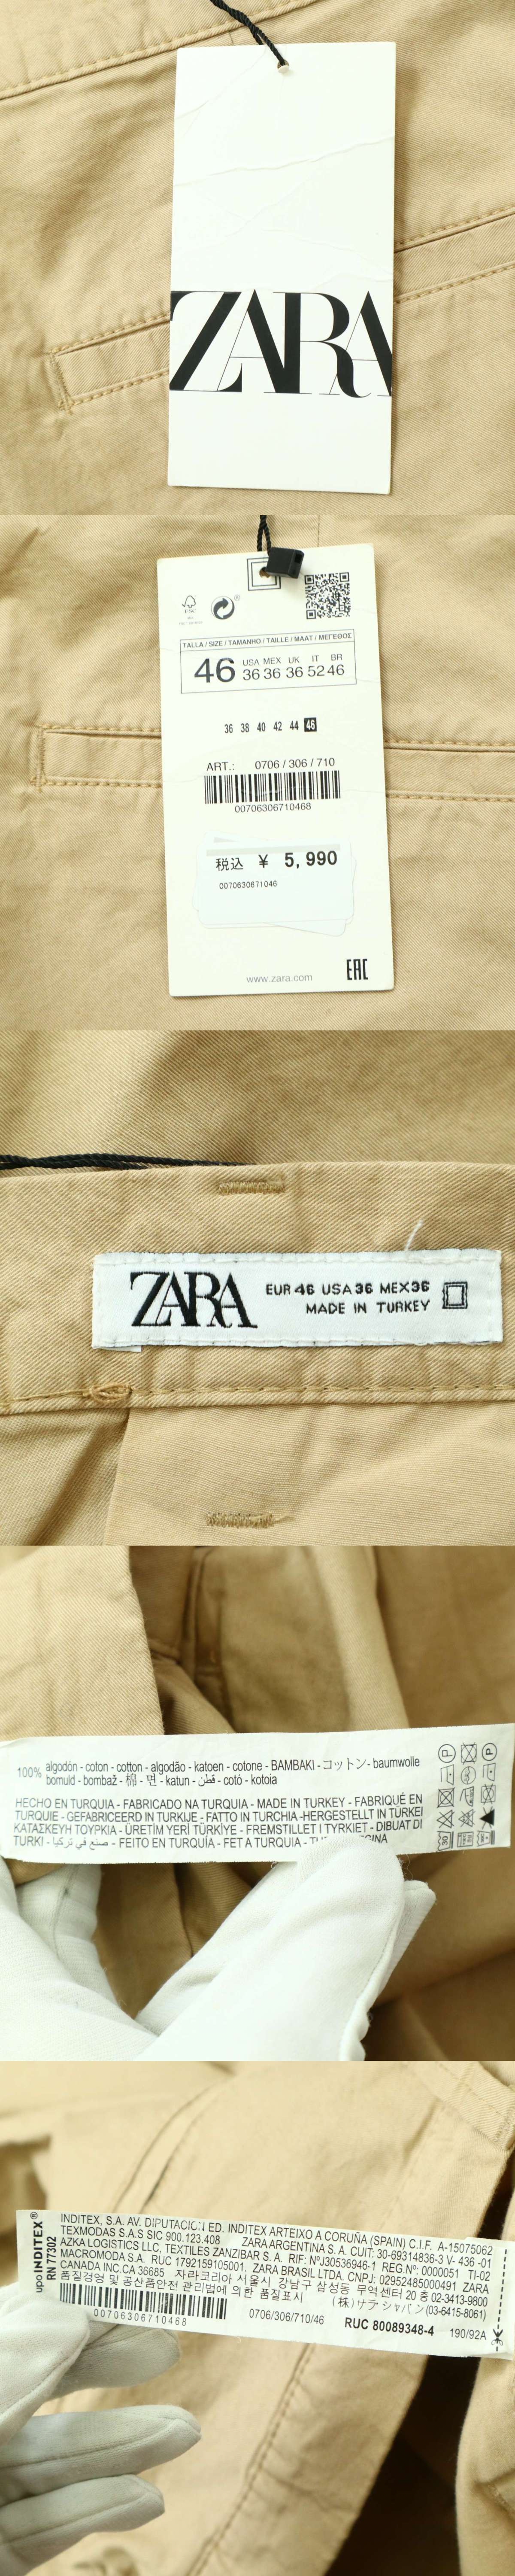 ZARA
FSC
TALLA / SIZE / TAMANHO / TAILLE / MAAT / ΜΕΓΕΘΟΣ
46
USA MEX UK IT BR
36 36 36 52 46
36 38 40 42 44 46
ART.: 0706 / 306 / 710
00706306710468
税込 ¥ 5,990
0070630671046
www.zara.com
EAC
ZARA
EUR 46 USA 36 MEX 36
MADE IN TURKEY
100% algodón - coton - cotton - algodão - katoen - cotone - BAMBAKI - コットン - baumwolle
bomuld - bombaž - 棉 - 면 - katun - قطن - cotó - kotoia
HECHO EN TURQUIA - FABRICADO NA TURQUIA - MADE IN TURKEY - FABRIQUÉ EN
TURQUIE - GEFABRICEERD IN TURKIJE - FATTO IN TURCHIA -HERGESTELLT IN TÜRKEI
ΚΑΤΑΣΚΕΥΗ ΤΟΥΡΚΙΑ - ÜRETİM YERİ TÜRKİYE - FREMSTILLET I TYRKIET - DIBUAT DI
TURKI - صنع في تركيا - FEITO EN TURQUÍA - FET A TURQUIA -
upo INDITEX®
RN 77302
INDITEX, S.A. AV. DIPUTACION ED. INDITEX ARTEIXO A CORUÑA (SPAIN) C.I.F. A-15075062
TEXMODAS S.A.S SIC 900.123.408 ZARA ARGENTINA S.A. CUIT: 30-69314836-3 V- 436 -01
AZKA LOGISTICS LLC, TEXTILES ZANZIBAR S. A. RIF: NºJ30536946-1 REG.Nº: 0000051 TI-02
MACROMODA S.A. RUC 1792159105001. ZARA BRASIL LTDA. CNPJ: 02952485000491 ZARA
CANADA INC.CA 36685 자라코리아 서울시 강남구 삼성동 무역센터 20 층 02-3413-9800
품질경영 및 공산품안전 관리법에 의한 품질표시 (株)ザラ ジャパン (03-6415-8061)
00706306710468
0706/306/710/46
RUC 80089348-4
190/92A